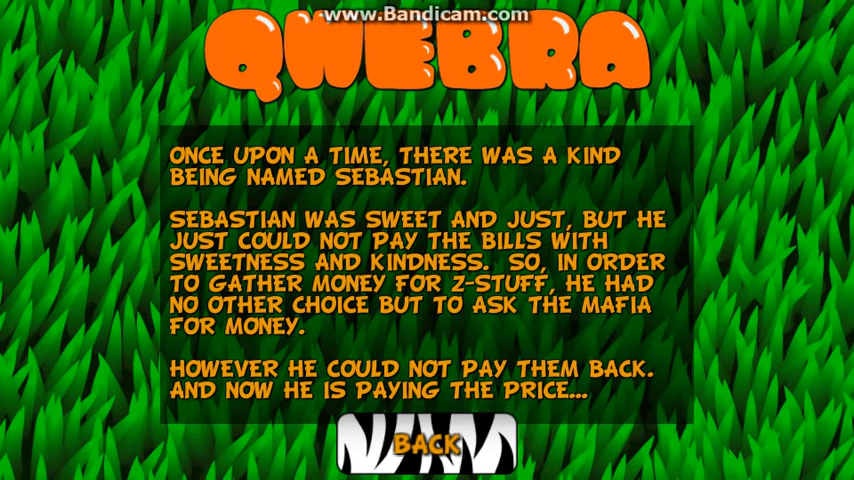 www.Bandicam.com
QWEBRA
ONCE UPON A TIME, THERE WAS A KIND
BEING NAMED SEBASTIAN.
SEBASTIAN WAS SWEET AND JUST, BUT HE
JUST COULD NOT PAY THE BILLS WITH
SWEETNESS AND KINDNESS. SO, IN ORDER
TO GATHER MONEY FOR Z-STUFF, HE HAD
NO OTHER CHOICE BUT TO ASK THE MAFIA
FOR MONEY.
HOWEVER HE COULD NOT PAY THEM BACK.
AND NOW HE IS PAYING THE PRICE...
BACK